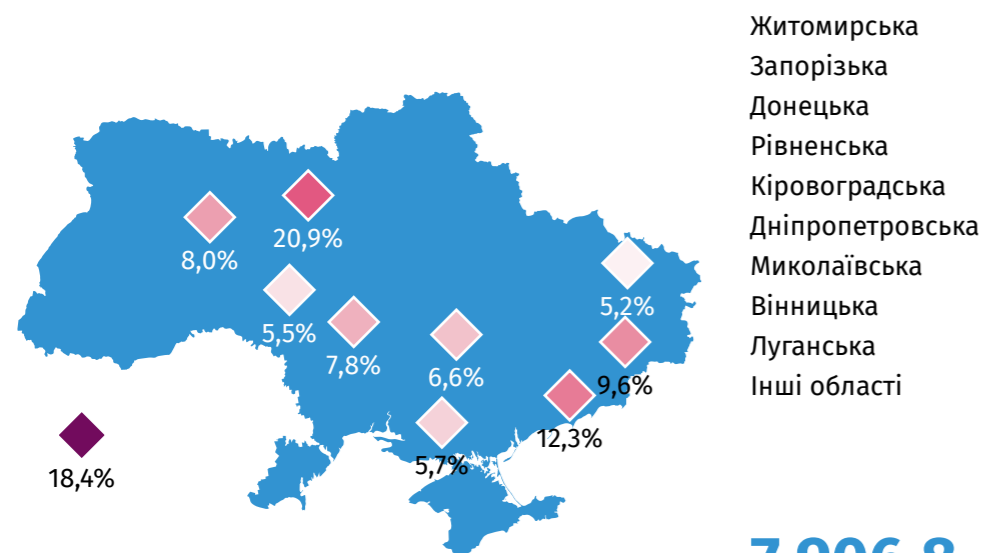 Житомирська
Запорізька
Донецька
Рівненська
Кіровоградська
Дніпропетровська
Миколаївська
Вінницька
Луганська
Інші області
20,9%
8,0%
5,2%
5,5%
7,8%
6,6%
9,6%
12,3%
5,7%
18,4%